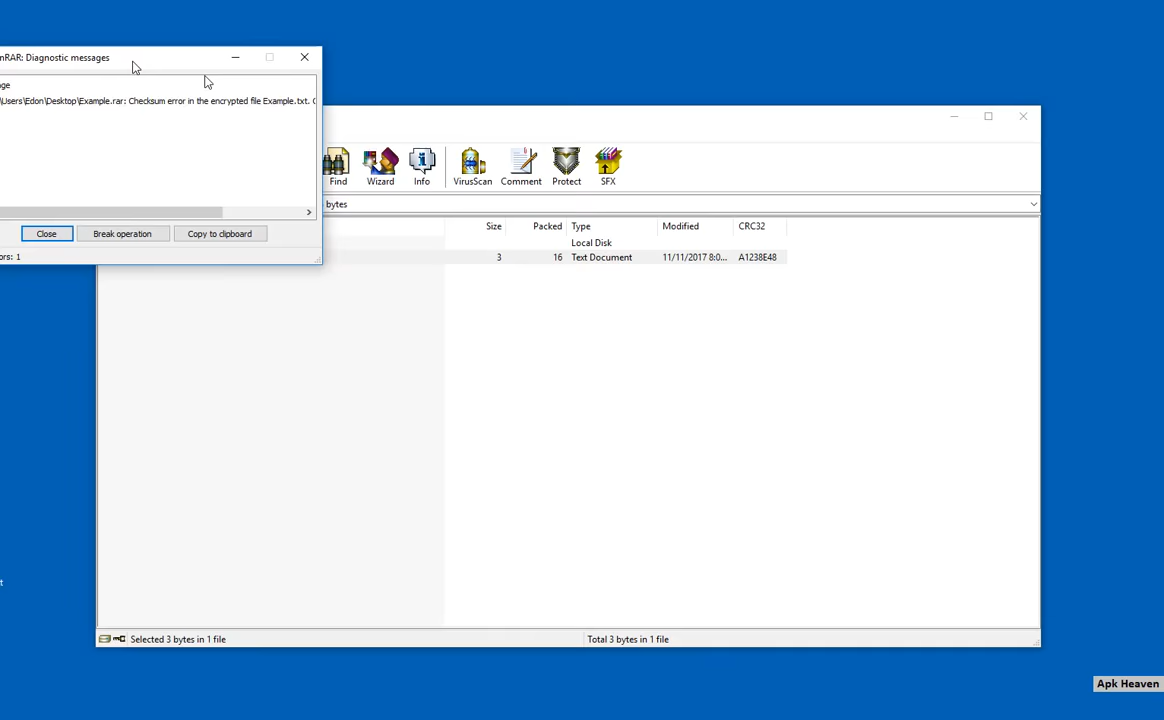 nRAR: Diagnostic messages
ge
Users\Edon\Desktop\Example.rar: Checksum error in the encrypted file Example.txt. C
Close Break operation Copy to clipboard
ors: 1
Find Wizard Info VirusScan Comment Protect SFX
bytes
Size Packed Type Modified CRC32
Local Disk
3 16 Text Document 11/11/2017 8:0... A1238E48
t
Selected 3 bytes in 1 file Total 3 bytes in 1 file
Apk Heaven